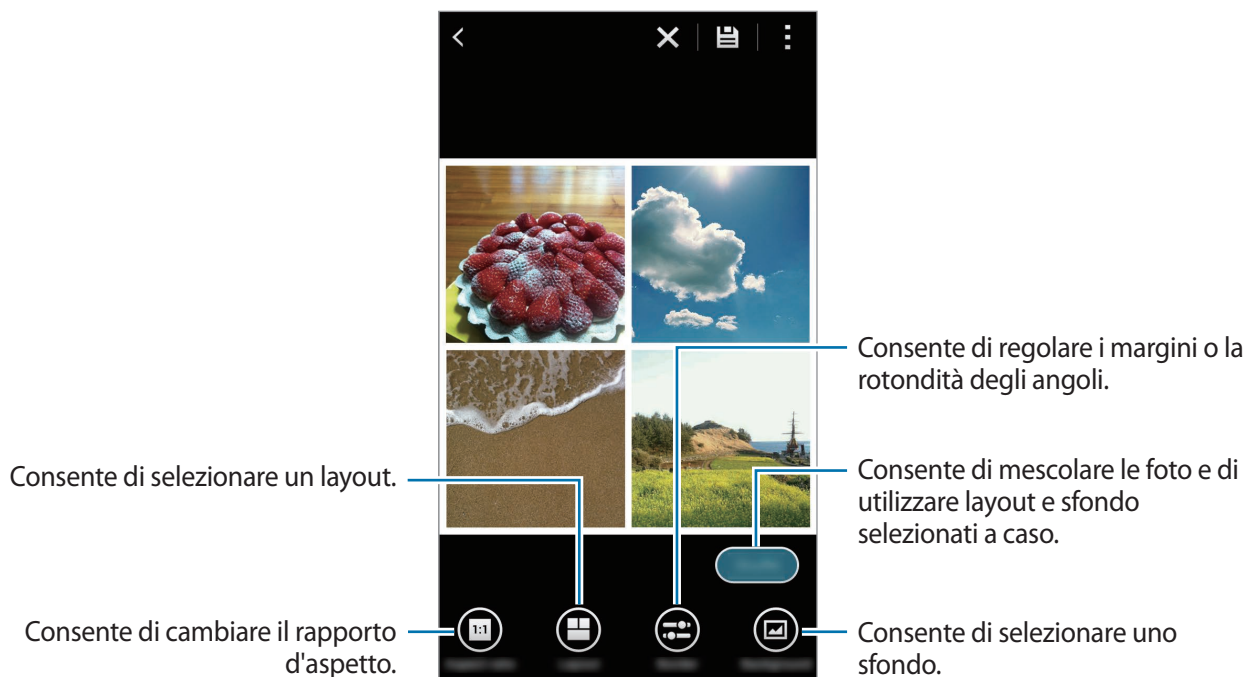 Consente di regolare i margini o la
rotondità degli angoli.
Consente di selezionare un layout.
Consente di mescolare le foto e di
utilizzare layout e sfondo
selezionati a caso.
1:1
Consente di cambiare il rapporto
d'aspetto.
Consente di selezionare uno
sfondo.